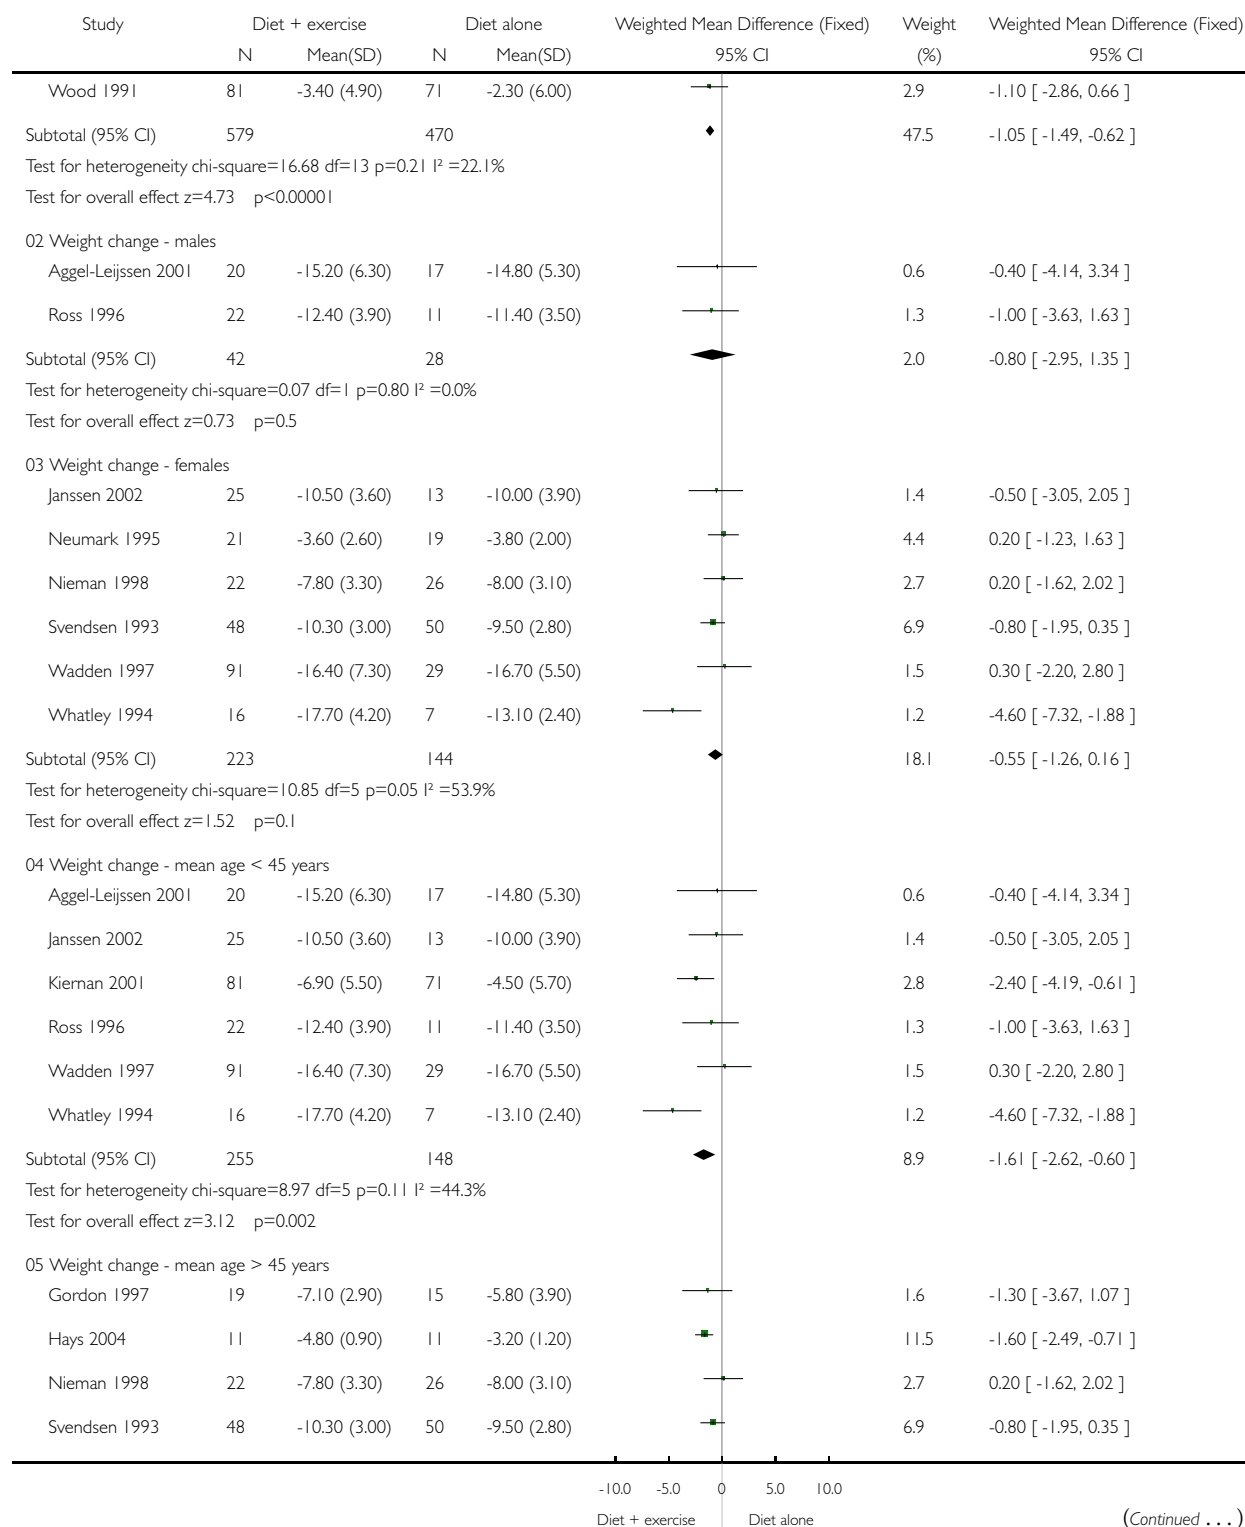 Study Diet + exercise Diet alone Weighted Mean Difference (Fixed) Weight Weighted Mean Difference (Fixed)
N Mean(SD) N Mean(SD) 95% CI (%) 95% CI
Wood 1991 81 -3.40 (4.90) 71 -2.30 (6.00) 2.9 -1.10 [ -2.86, 0.66 ]
Subtotal (95% CI) 579 470 47.5 -1.05 [ -1.49, -0.62 ]
Test for heterogeneity chi-square=16.68 df=13 p=0.21 I² =22.1%
Test for overall effect z=4.73 p<0.00001
02 Weight change - males
Aggel-Leijssen 2001 20 -15.20 (6.30) 17 -14.80 (5.30) 0.6 -0.40 [ -4.14, 3.34 ]
Ross 1996 22 -12.40 (3.90) 11 -11.40 (3.50) 1.3 -1.00 [ -3.63, 1.63 ]
Subtotal (95% CI) 42 28 2.0 -0.80 [ -2.95, 1.35 ]
Test for heterogeneity chi-square=0.07 df=1 p=0.80 I² =0.0%
Test for overall effect z=0.73 p=0.5
03 Weight change - females
Janssen 2002 25 -10.50 (3.60) 13 -10.00 (3.90) 1.4 -0.50 [ -3.05, 2.05 ]
Neumark 1995 21 -3.60 (2.60) 19 -3.80 (2.00) 4.4 0.20 [ -1.23, 1.63 ]
Nieman 1998 22 -7.80 (3.30) 26 -8.00 (3.10) 2.7 0.20 [ -1.62, 2.02 ]
Svendsen 1993 48 -10.30 (3.00) 50 -9.50 (2.80) 6.9 -0.80 [ -1.95, 0.35 ]
Wadden 1997 91 -16.40 (7.30) 29 -16.70 (5.50) 1.5 0.30 [ -2.20, 2.80 ]
Whatley 1994 16 -17.70 (4.20) 7 -13.10 (2.40) 1.2 -4.60 [ -7.32, -1.88 ]
Subtotal (95% CI) 223 144 18.1 -0.55 [ -1.26, 0.16 ]
Test for heterogeneity chi-square=10.85 df=5 p=0.05 I² =53.9%
Test for overall effect z=1.52 p=0.1
04 Weight change - mean age < 45 years
Aggel-Leijssen 2001 20 -15.20 (6.30) 17 -14.80 (5.30) 0.6 -0.40 [ -4.14, 3.34 ]
Janssen 2002 25 -10.50 (3.60) 13 -10.00 (3.90) 1.4 -0.50 [ -3.05, 2.05 ]
Kiernan 2001 81 -6.90 (5.50) 71 -4.50 (5.70) 2.8 -2.40 [ -4.19, -0.61 ]
Ross 1996 22 -12.40 (3.90) 11 -11.40 (3.50) 1.3 -1.00 [ -3.63, 1.63 ]
Wadden 1997 91 -16.40 (7.30) 29 -16.70 (5.50) 1.5 0.30 [ -2.20, 2.80 ]
Whatley 1994 16 -17.70 (4.20) 7 -13.10 (2.40) 1.2 -4.60 [ -7.32, -1.88 ]
Subtotal (95% CI) 255 148 8.9 -1.61 [ -2.62, -0.60 ]
Test for heterogeneity chi-square=8.97 df=5 p=0.11 I² =44.3%
Test for overall effect z=3.12 p=0.002
05 Weight change - mean age > 45 years
Gordon 1997 19 -7.10 (2.90) 15 -5.80 (3.90) 1.6 -1.30 [ -3.67, 1.07 ]
Hays 2004 11 -4.80 (0.90) 11 -3.20 (1.20) 11.5 -1.60 [ -2.49, -0.71 ]
Nieman 1998 22 -7.80 (3.30) 26 -8.00 (3.10) 2.7 0.20 [ -1.62, 2.02 ]
Svendsen 1993 48 -10.30 (3.00) 50 -9.50 (2.80) 6.9 -0.80 [ -1.95, 0.35 ]
-10.0 -5.0 0 5.0 10.0
Diet + exercise Diet alone (Continued . . . )